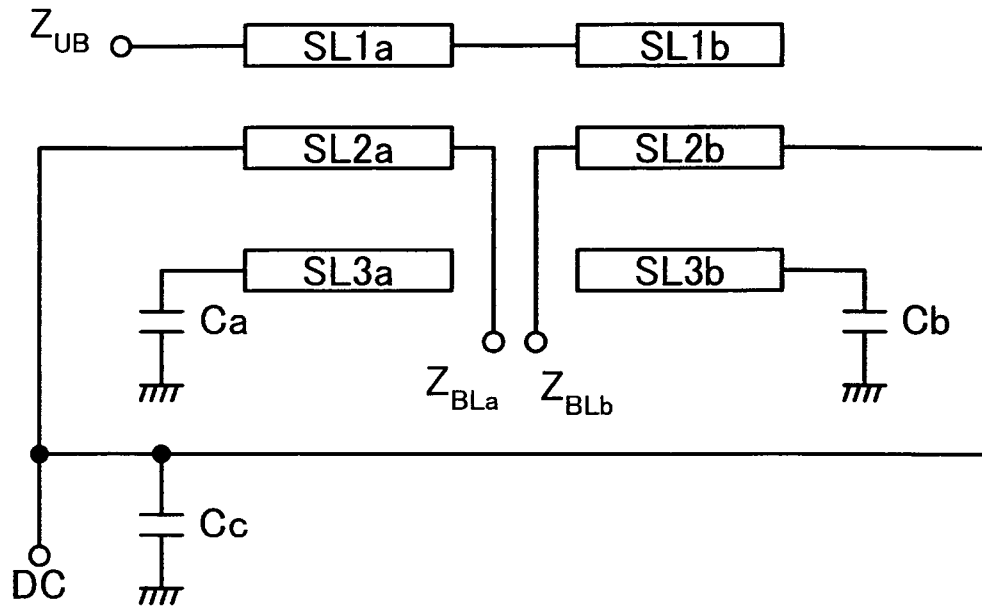 Z_UB
SL1a
SL1b
SL2a
SL2b
SL3a
SL3b
Ca
Cb
Z_BLa
Z_BLb
Cc
DC